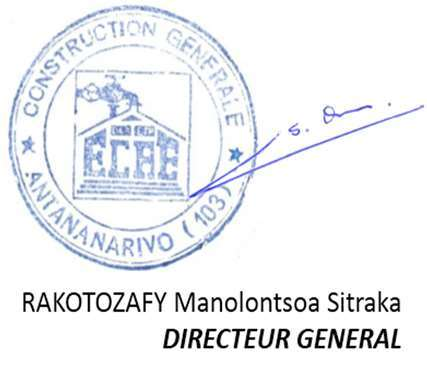 CONSTRUCTION GENERALE
ECAE
ANTANANARIVO (103)
RAKOTOZAFY Manolontsoa Sitraka
DIRECTEUR GENERAL